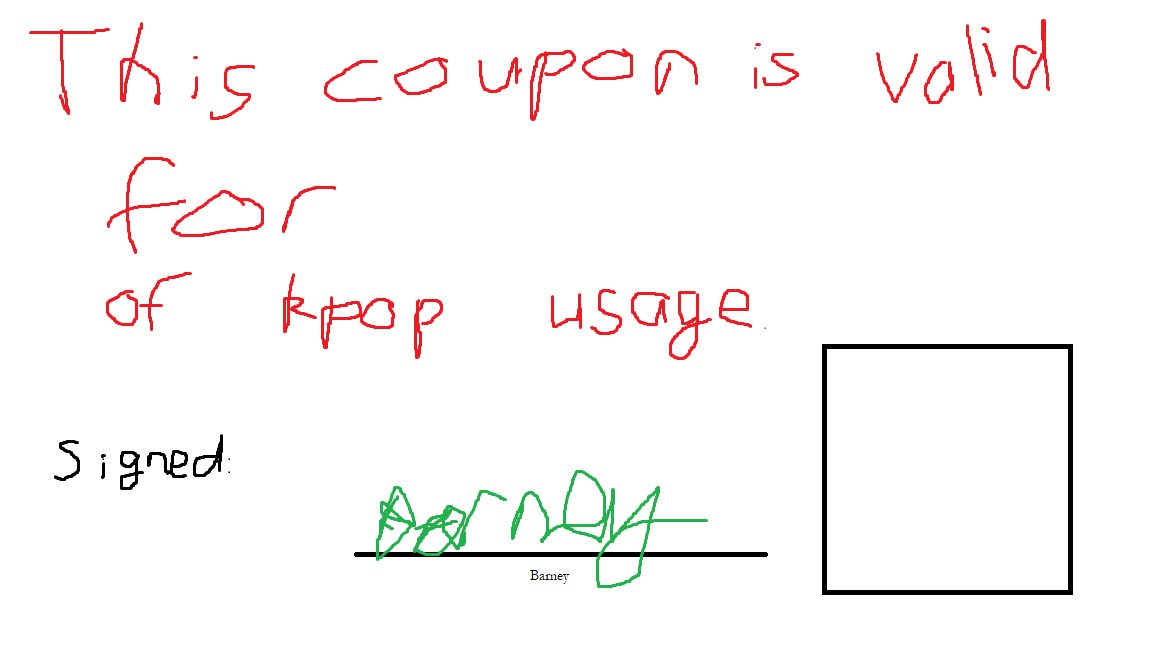 This coupon is valid
for
of kpop usage.
Signed:
Barney
Barney